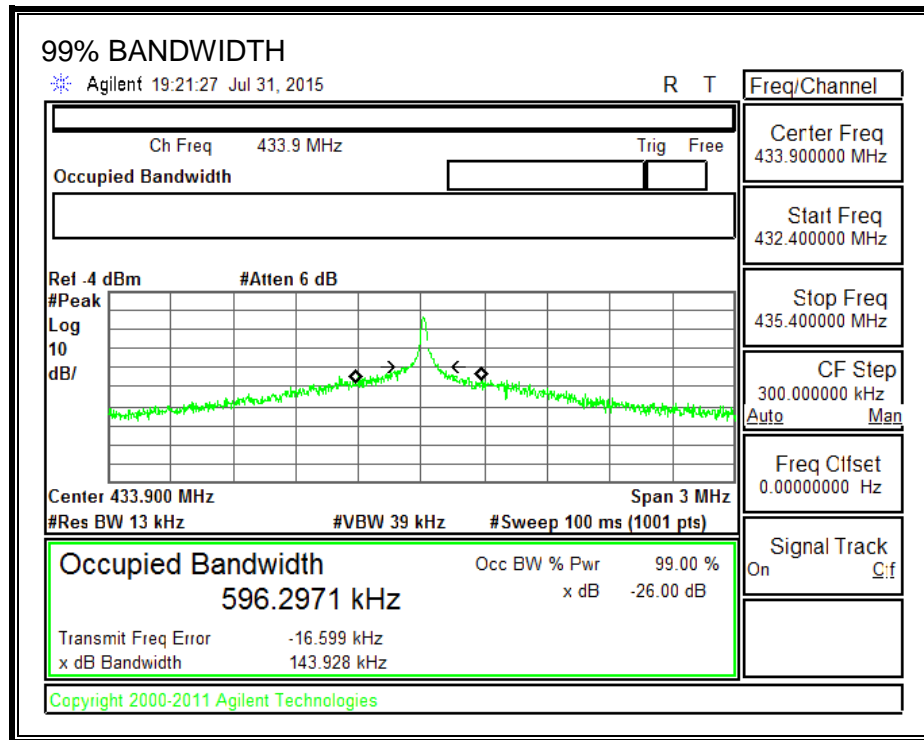 99% BANDWIDTH
Agilent 19:21:27 Jul 31, 2015 R T
Freq/Channel
Ch Freq 433.9 MHz Trig Free
Occupied Bandwidth
Center Freq
433.900000 MHz
Start Freq
432.400000 MHz
Stop Freq
435.400000 MHz
CF Step
300.000000 kHz
Auto Man
Freq Offset
0.00000000 Hz
Signal Track
On Off
Ref -4 dBm #Atten 6 dB
#Peak
Log
10
dB/
Center 433.900 MHz Span 3 MHz
#Res BW 13 kHz #VBW 39 kHz #Sweep 100 ms (1001 pts)
Occupied Bandwidth Occ BW % Pwr 99.00 %
596.2971 kHz x dB -26.00 dB
Transmit Freq Error -16.599 kHz
x dB Bandwidth 143.928 kHz
Copyright 2000-2011 Agilent Technologies